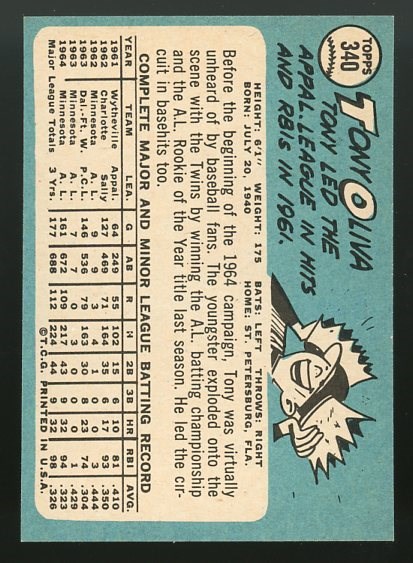 TOPPS
340
TONY OLIVA
TONY LED THE
APPAL. LEAGUE IN HITS
AND RBIS IN 1961.
HEIGHT: 6'1" WEIGHT: 175 BATS: LEFT THROWS: RIGHT
BORN: JULY 20, 1940 HOME: ST. PETERSBURG, FLA.
Before the beginning of the 1964 campaign, Tony was virtually
unheard of by baseball fans. The youngster exploded onto the
scene with the Twins by winning the A.L. batting championship
and the A.L. Rookie of the Year title last season. He led the cir-
cuit in basehits too.
COMPLETE MAJOR AND MINOR LEAGUE BATTING RECORD
YEAR TEAM LEA. G AB R H 2B 3B HR RBI AVG.
1961 Wytheville Appal. 64 249 55 102 15 6 10 81 .410
1962 Charlotte Sally 127 469 71 164 35 6 17 93 .350
1962 Minnesota A. L. 9 9 3 4 1 0 0 3 .444
1963 Dal.-Ft. W. P.C.L. 146 536 79 163 30 8 23 74 .304
1963 Minnesota A. L. 7 7 0 3 0 0 0 1 .429
1964 Minnesota A. L. 161 672 109 217 43 9 32 94 .323
Major League Totals 3 Yrs. 177 688 112 224 44 9 32 98 .326
© T.C.G. PRINTED IN U.S.A.